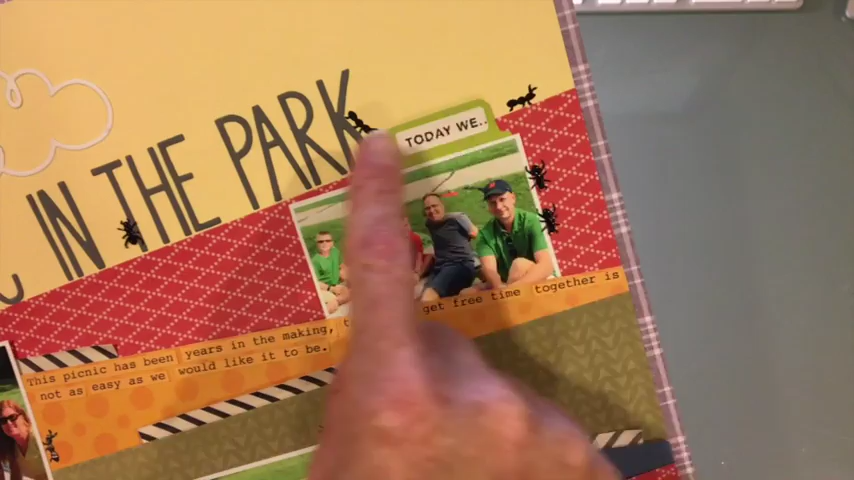 IN THE PARK
TODAY WE..
This picnic has been years in the making, get free time together is
not as easy as we would like it to be.